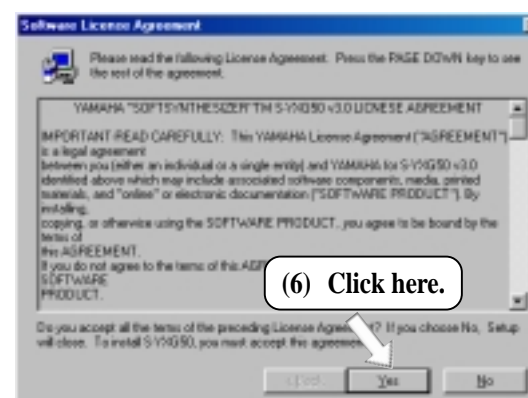 Software License Agreement
Please read the following License Agreement. Press the PAGE DOWN key to see
the rest of the agreement.
YAMAHA "SOFTSYNTHESIZER" TM S-YXG50 v3.0 LICNESE AGREEMENT
IMPORTANT-READ CAREFULLY: This YAMAHA License Agreement ("AGREEMENT")
is a legal agreement
between you (either an individual or a single entity) and YAMAHA for S-YXG50 v3.0
identified above which may include associated software components, media, printed
materials, and "online" or electronic documentation ("SOFTWARE PRODUCT"). By
installing,
copying, or otherwise using the SOFTWARE PRODUCT, you agree to be bound by the
terms of
this AGREEMENT.
If you do not agree to the terms of this
SOFTWARE
PRODUCT.
(6) Click here.
Do you accept all the terms of the preceding License Agreement? If you choose No, Setup
will close. To install S-YXG50, you must accept this agreement.
< Back
Yes
No